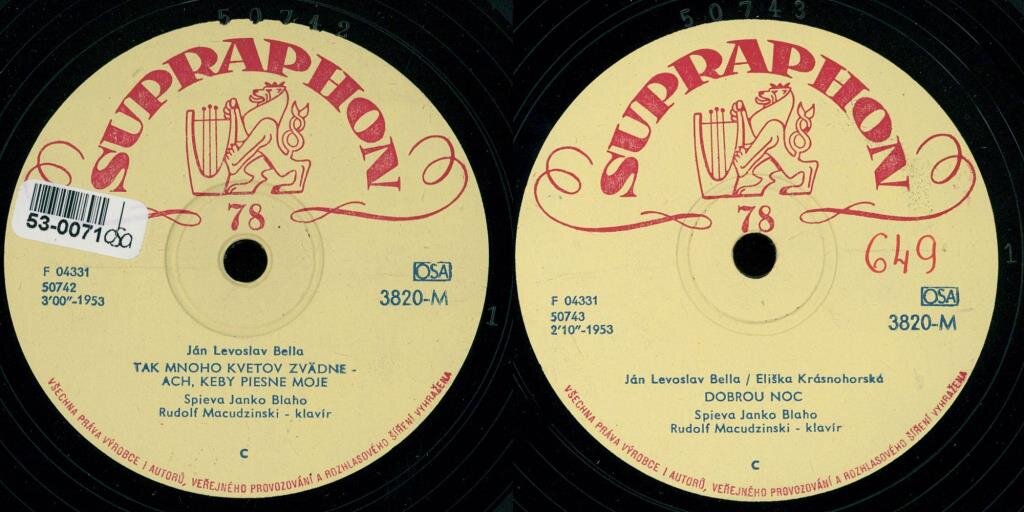 50742
SUPRAPHON
78
53-0071
osa
F 04331
50742
3'00"-1953
OSA
3820-M
1
Ján Levoslav Bella
TAK MNOHO KVETOV ZVÄDNE -
ACH, KEBY PIESNE MOJE
Spieva Janko Blaho
Rudolf Macudzinski - klavír
C
VŠECHNA PRÁVA VÝROBCE I AUTORŮ, VEŘEJNÉHO PROVOZOVÁNÍ A ROZHLASOVÉHO ŠÍŘENÍ VYHRAŽENA
50743
SUPRAPHON
78
649
1
F 04331
50743
2'10"-1953
OSA
3820-M
Ján Levoslav Bella / Eliška Krásnohorská
DOBROU NOC
Spieva Janko Blaho
Rudolf Macudzinski - klavír
C
VŠECHNA PRÁVA VÝROBCE I AUTORŮ, VEŘEJNÉHO PROVOZOVÁNÍ A ROZHLASOVÉHO ŠÍŘENÍ VYHRAŽENA